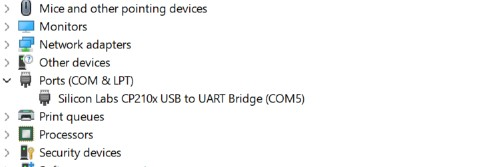 Mice and other pointing devices
Monitors
Network adapters
Other devices
Ports (COM & LPT)
Silicon Labs CP210x USB to UART Bridge (COM5)
Print queues
Processors
Security devices